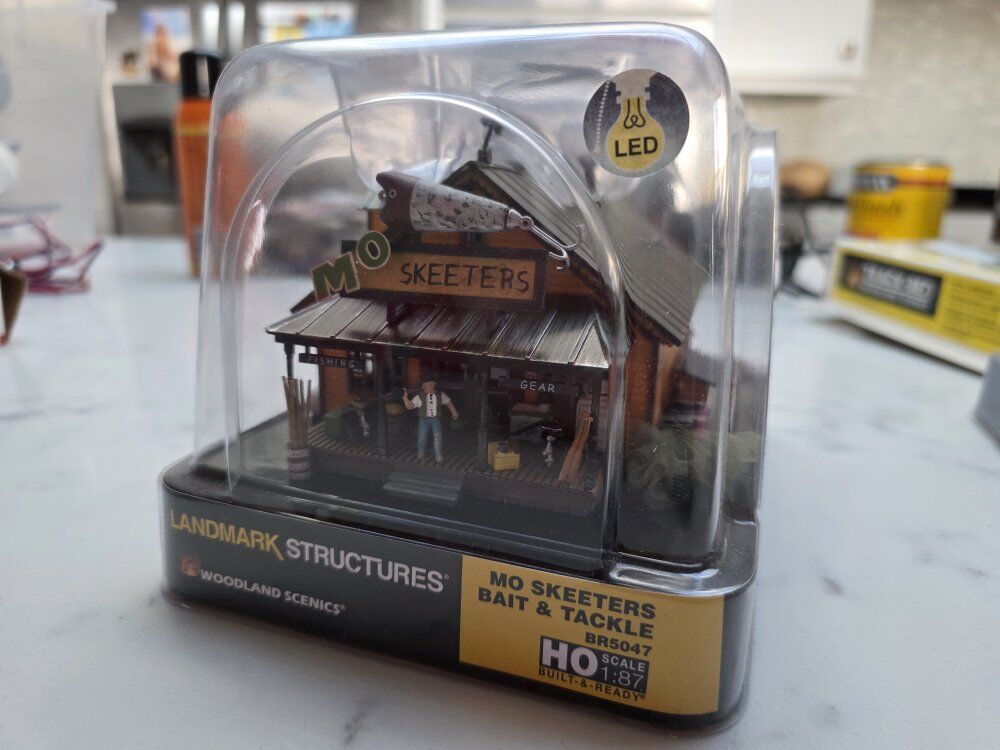 LED
MO
SKEETERS
FISHING
GEAR
LANDMARK STRUCTURES®
WOODLAND SCENICS®
MO SKEETERS
BAIT & TACKLE
BR5047
HO SCALE
1:87
BUILT-&-READY®